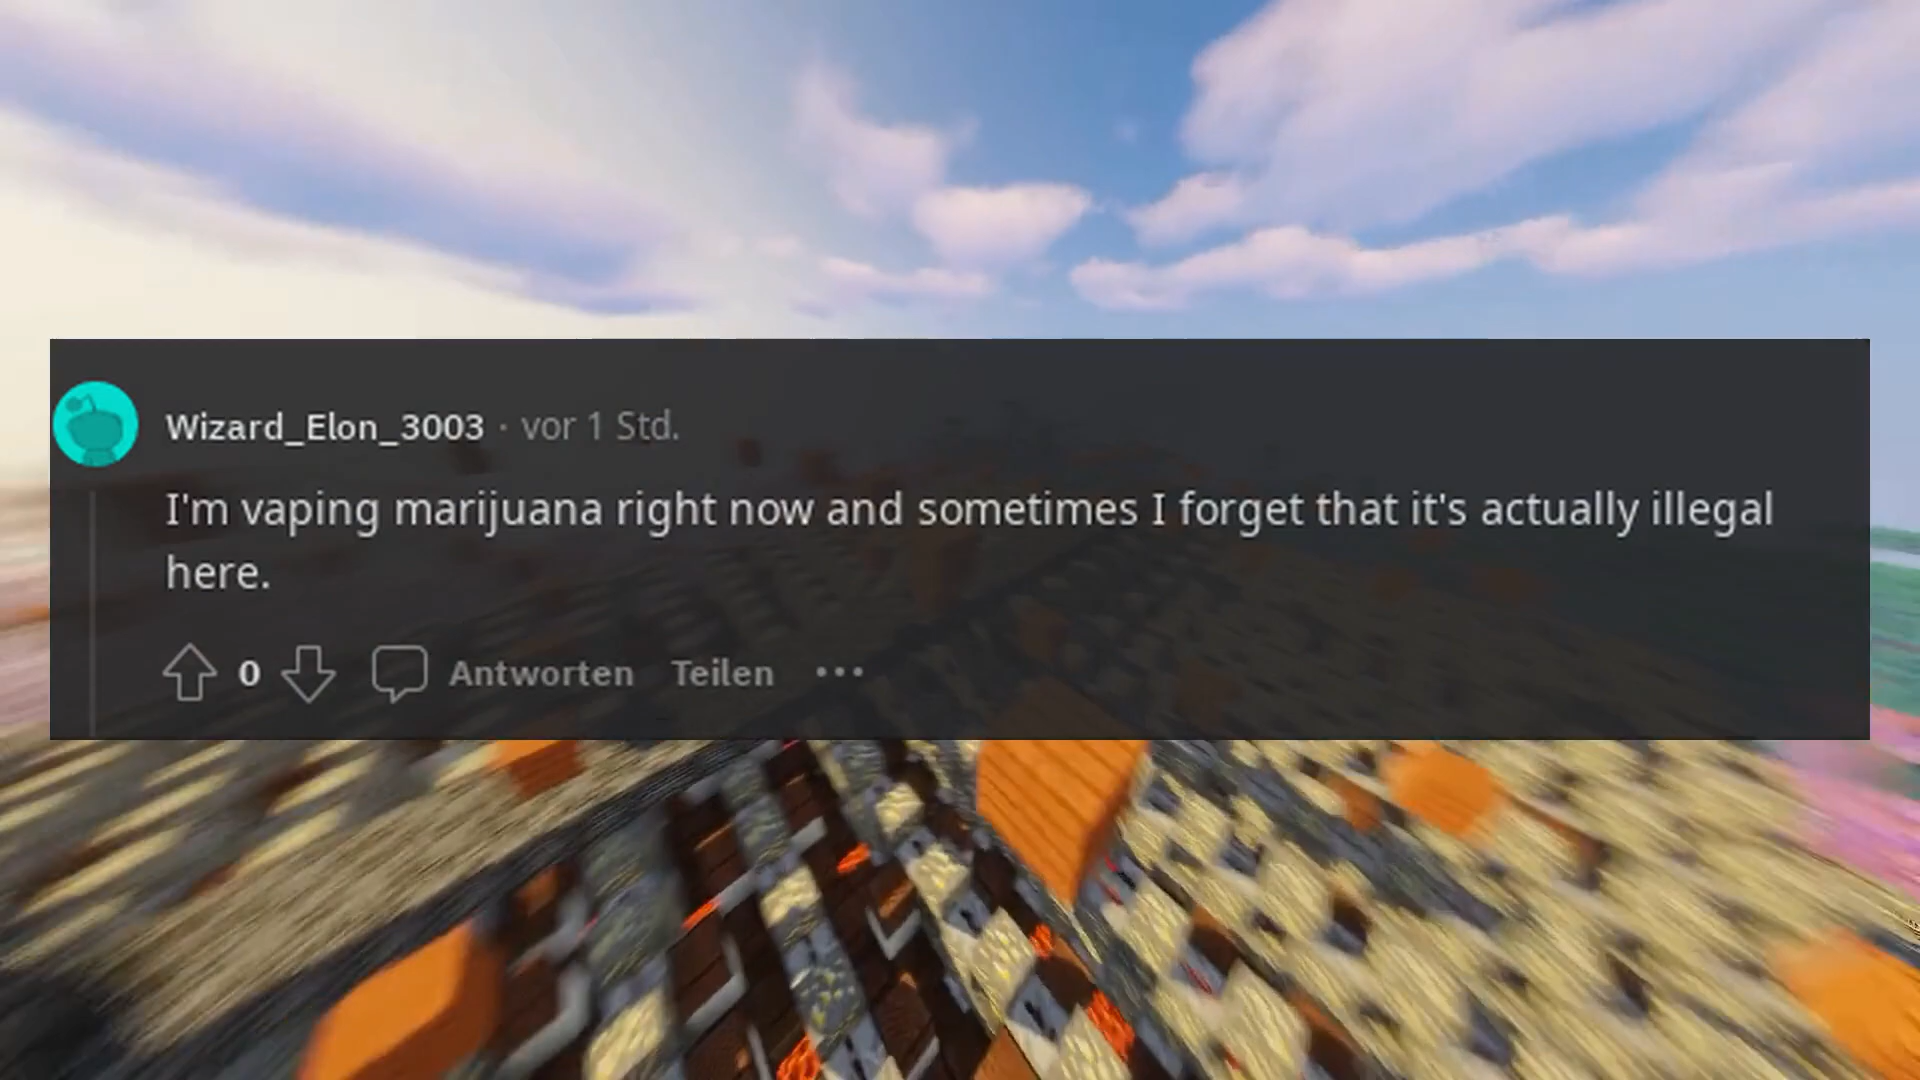 Wizard_Elon_3003 · vor 1 Std.
I'm vaping marijuana right now and sometimes I forget that it's actually illegal
here.
0 Antworten Teilen •••